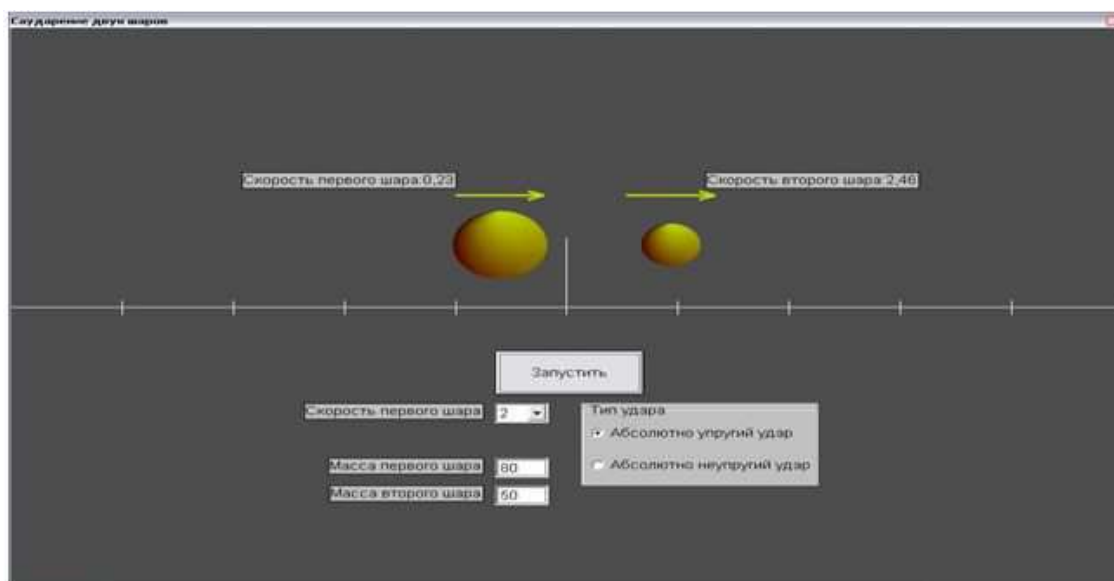 Саударение двух шаров
Скорость первого шара:0,23
Скорость второго шара:2,46
Запустить
Скорость первого шара 2
Тип удара
Абсолютно упругий удар
Масса первого шара 80
Абсолютно неупругий удар
Масса второго шара 50